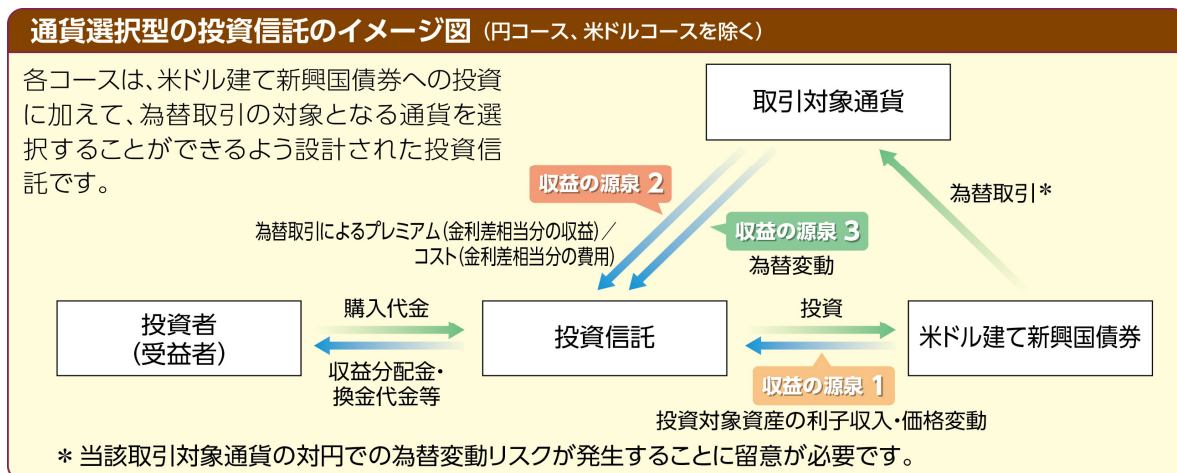 通貨選択型の投資信託のイメージ図（円コース、米ドルコースを除く）
各コースは、米ドル建て新興国債券への投資
に加えて、為替取引の対象となる通貨を選
択することができるよう設計された投資信
託です。
取引対象通貨
収益の源泉 2
為替取引*
為替取引によるプレミアム(金利差相当分の収益)／
コスト(金利差相当分の費用)
収益の源泉 3
為替変動
投資者
(受益者)
購入代金
収益分配金・
換金代金等
投資信託
投資
米ドル建て新興国債券
収益の源泉 1
投資対象資産の利子収入・価格変動
* 当該取引対象通貨の対円での為替変動リスクが発生することに留意が必要です。